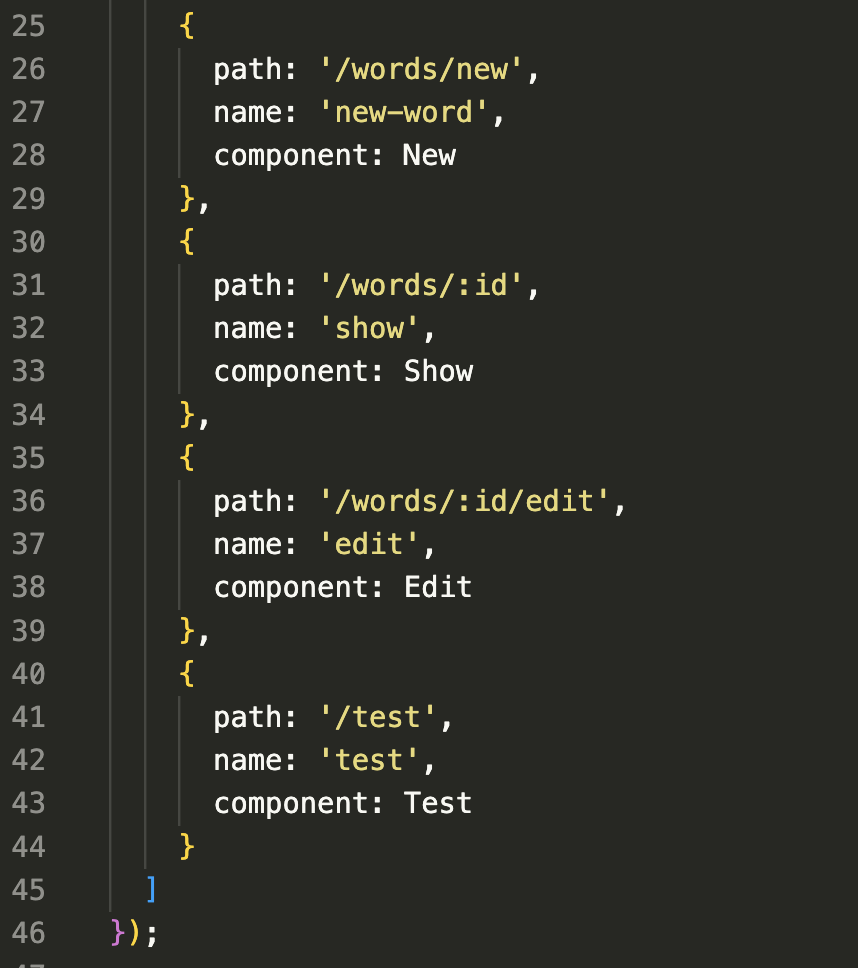 25 {
26 path: '/words/new',
27 name: 'new-word',
28 component: New
29 },
30 {
31 path: '/words/:id',
32 name: 'show',
33 component: Show
34 },
35 {
36 path: '/words/:id/edit',
37 name: 'edit',
38 component: Edit
39 },
40 {
41 path: '/test',
42 name: 'test',
43 component: Test
44 }
45 ]
46 });